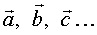 a⃗, b⃗, c⃗ ...